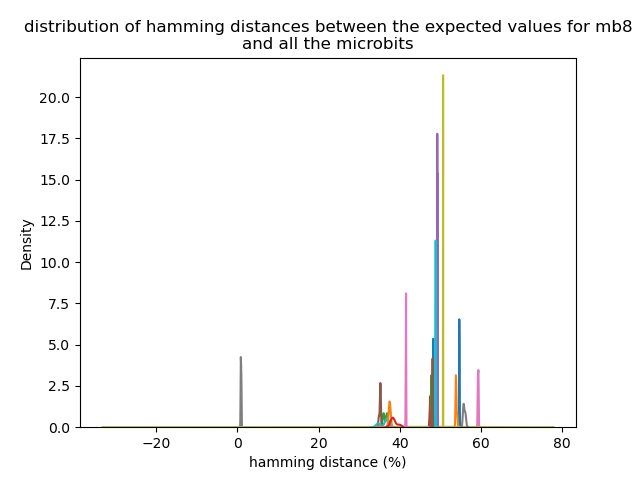 distribution of hamming distances between the expected values for mb8
and all the microbits
20.0
17.5
15.0
12.5
10.0
7.5
5.0
2.5
0.0
Density
−20 0 20 40 60 80
hamming distance (%)